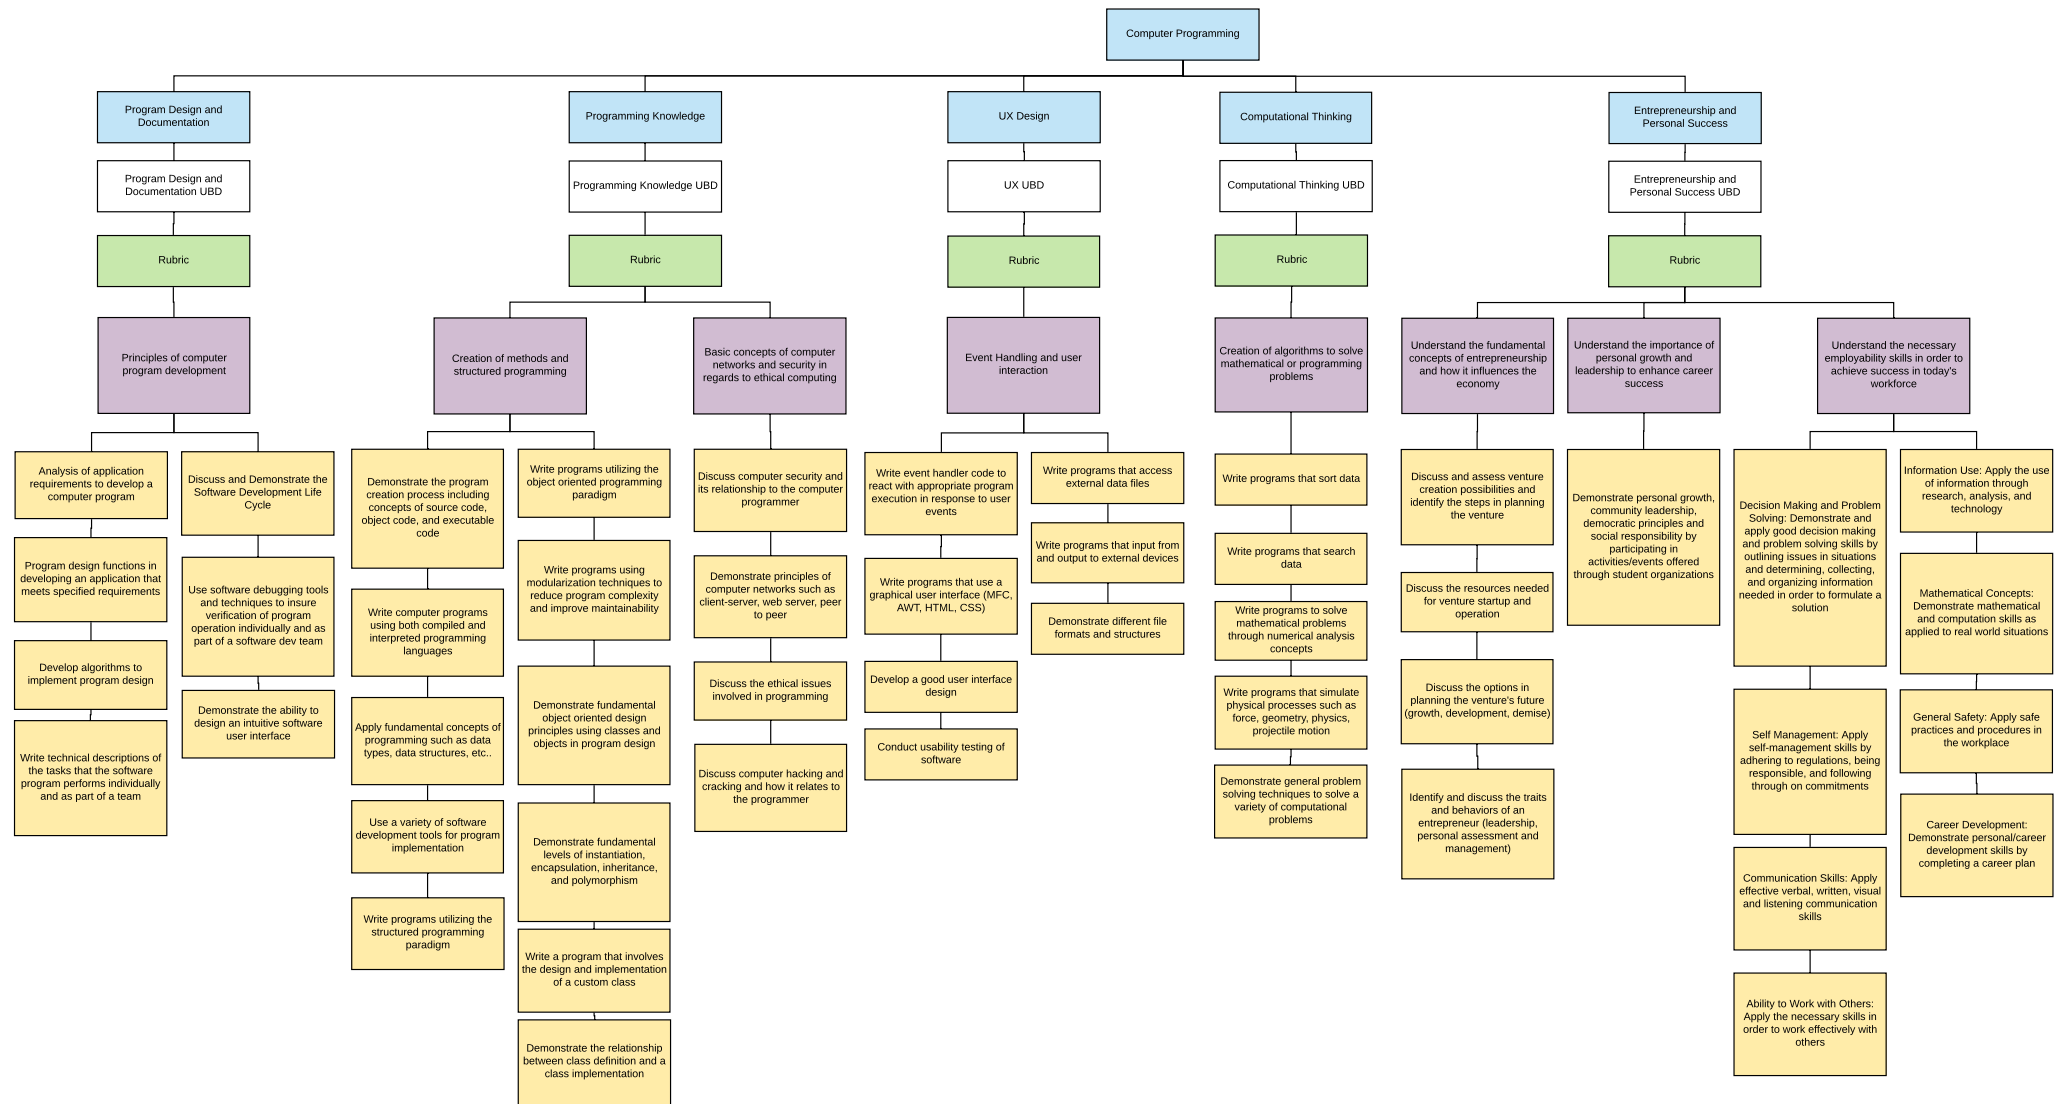 Computer Programming
Program Design and
Documentation
Programming Knowledge
UX Design
Computational Thinking
Entrepreneurship and
Personal Success
Program Design and
Documentation UBD
Programming Knowledge UBD
UX UBD
Computational Thinking UBD
Entrepreneurship and
Personal Success UBD
Rubric
Rubric
Rubric
Rubric
Rubric
Principles of computer
program development
Creation of methods and
structured programming
Basic concepts of computer
networks and security in
regards to ethical computing
Event Handling and user
interaction
Creation of algorithms to solve
mathematical or programming
problems
Understand the fundamental
concepts of entrepreneurship
and how it influences the
economy
Understand the importance of
personal growth and
leadership to enhance career
success
Understand the necessary
employability skills in order to
achieve success in today's
workforce
Analysis of application
requirements to develop a
computer program
Program design functions in
developing an application that
meets specified requirements
Develop algorithms to
implement program design
Write technical descriptions of
the tasks that the software
program performs individually
and as part of a team
Discuss and Demonstrate the
Software Development Life
Cycle
Use software debugging tools
and techniques to insure
verification of program
operation individually and as
part of a software dev team
Demonstrate the ability to
design an intuitive software
user interface
Demonstrate the program
creation process including
concepts of source code,
object code, and executable
code
Write computer programs
using both compiled and
interpreted programming
languages
Apply fundamental concepts of
programming such as data
types, data structures, etc..
Use a variety of software
development tools for program
implementation
Write programs utilizing the
structured programming
paradigm
Write programs utilizing the
object oriented programming
paradigm
Write programs using
modularization techniques to
reduce program complexity
and improve maintainability
Demonstrate fundamental
object oriented design
principles using classes and
objects in program design
Demonstrate fundamental
levels of instantiation,
encapsulation, inheritance,
and polymorphism
Write a program that involves
the design and implementation
of a custom class
Demonstrate the relationship
between class definition and a
class implementation
Discuss computer security and
its relationship to the computer
programmer
Demonstrate principles of
computer networks such as
client-server, web server, peer
to peer
Discuss the ethical issues
involved in programming
Discuss computer hacking and
cracking and how it relates to
the programmer
Write event handler code to
react with appropriate program
execution in response to user
events
Write programs that use a
graphical user interface (MFC,
AWT, HTML, CSS)
Develop a good user interface
design
Conduct usability testing of
software
Write programs that access
external data files
Write programs that input from
and output to external devices
Demonstrate different file
formats and structures
Write programs that sort data
Write programs that search
data
Write programs to solve
mathematical problems
through numerical analysis
concepts
Write programs that simulate
physical processes such as
force, geometry, physics,
projectile motion
Demonstrate general problem
solving techniques to solve a
variety of computational
problems
Discuss and assess venture
creation possibilities and
identify the steps in planning
the venture
Discuss the resources needed
for venture startup and
operation
Discuss the options in
planning the venture's future
(growth, development, demise)
Identify and discuss the traits
and behaviors of an
entrepreneur (leadership,
personal assessment and
management)
Demonstrate personal growth,
community leadership,
democratic principles and
social responsibility by
participating in
activities/events offered
through student organizations
Decision Making and Problem
Solving: Demonstrate and
apply good decision making
and problem solving skills by
outlining issues in situations
and determining, collecting,
and organizing information
needed in order to formulate a
solution
Self Management: Apply
self-management skills by
adhering to regulations, being
responsible, and following
through on commitments
Communication Skills: Apply
effective verbal, written, visual
and listening communication
skills
Ability to Work with Others:
Apply the necessary skills in
order to work effectively with
others
Information Use: Apply the use
of information through
research, analysis, and
technology
Mathematical Concepts:
Demonstrate mathematical
and computation skills as
applied to real world situations
General Safety: Apply safe
practices and procedures in
the workplace
Career Development:
Demonstrate personal/career
development skills by
completing a career plan